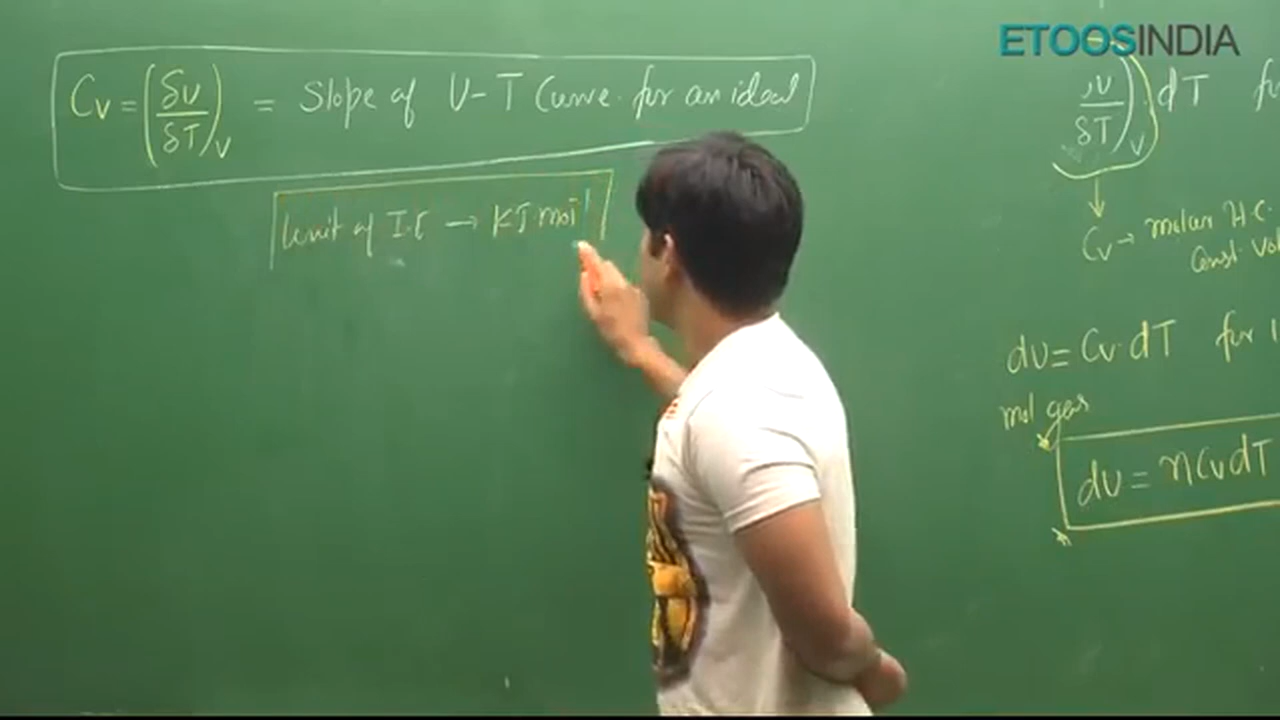 ETOOSINDIA
Cv = (δU/δT)v = Slope of U-T Curve for an ideal
Unit of I.E → KJ mol-1
δT)v dT
Cv → molar H.C.
Const. Vol
dU = Cv. dT for 1
mol gas
dU = nCvdT